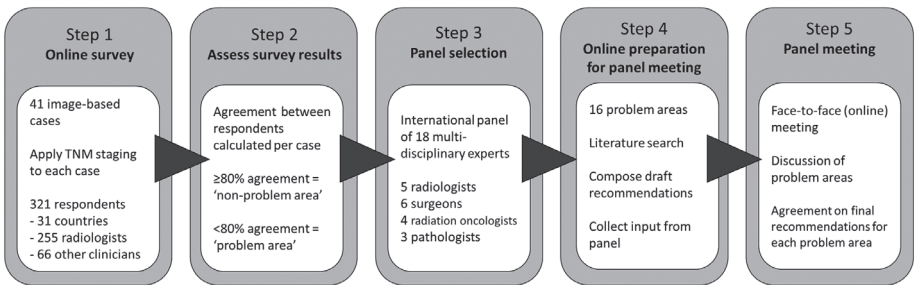 Step 1
Online survey
41 image-based
cases
Apply TNM staging
to each case
321 respondents
- 31 countries
- 255 radiologists
- 66 other clinicians
Step 2
Assess survey results
Agreement between
respondents
calculated per case
≥80% agreement =
‘non-problem area’
<80% agreement =
‘problem area’
Step 3
Panel selection
International panel
of 18 multi-
disciplinary experts
5 radiologists
6 surgeons
4 radiation oncologists
3 pathologists
Step 4
Online preparation
for panel meeting
16 problem areas
Literature search
Compose draft
recommendations
Collect input from
panel
Step 5
Panel meeting
Face-to-face (online)
meeting
Discussion of
problem areas
Agreement on final
recommendations for
each problem area